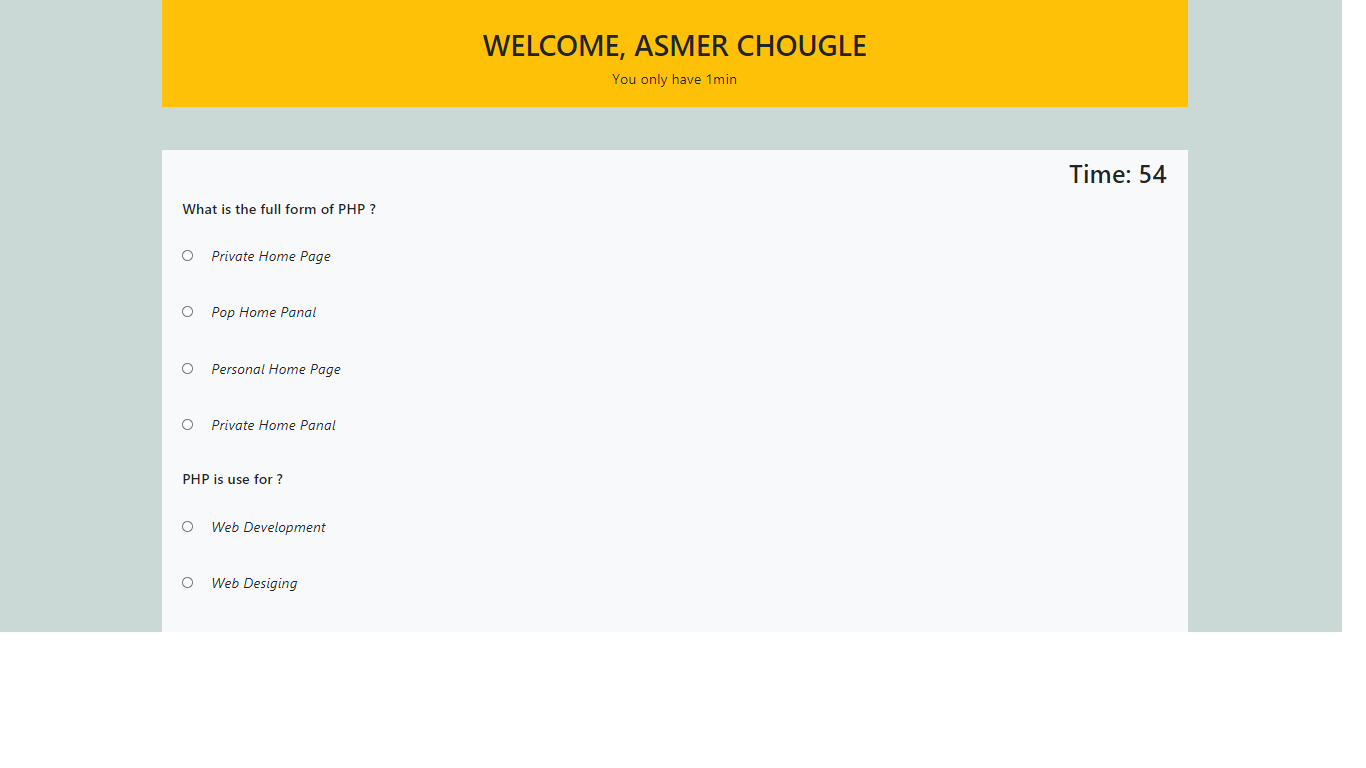 WELCOME, ASMER CHOUGLE
You only have 1min
Time: 54
What is the full form of PHP ?
Private Home Page
Pop Home Panal
Personal Home Page
Private Home Panal
PHP is use for ?
Web Development
Web Desiging